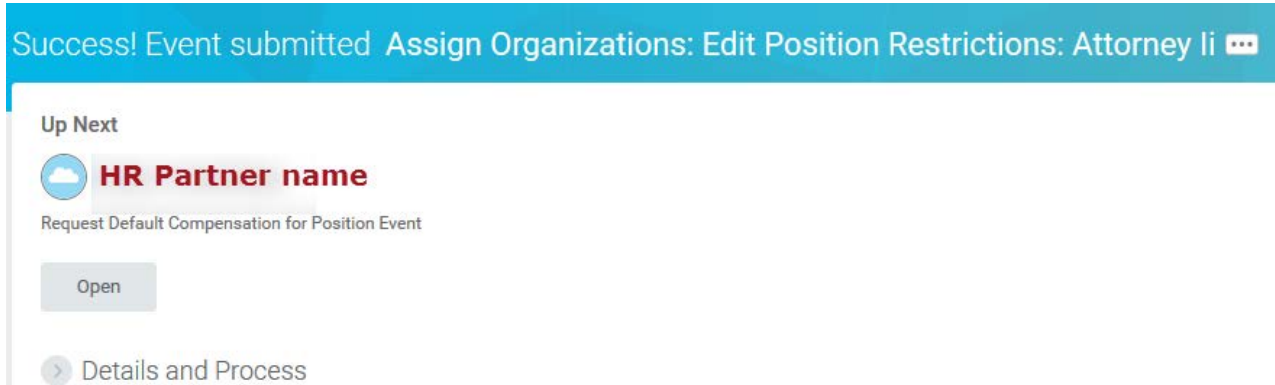 Success! Event submitted Assign Organizations: Edit Position Restrictions: Attorney Ii
Up Next
HR Partner name
Request Default Compensation for Position Event
Open
Details and Process